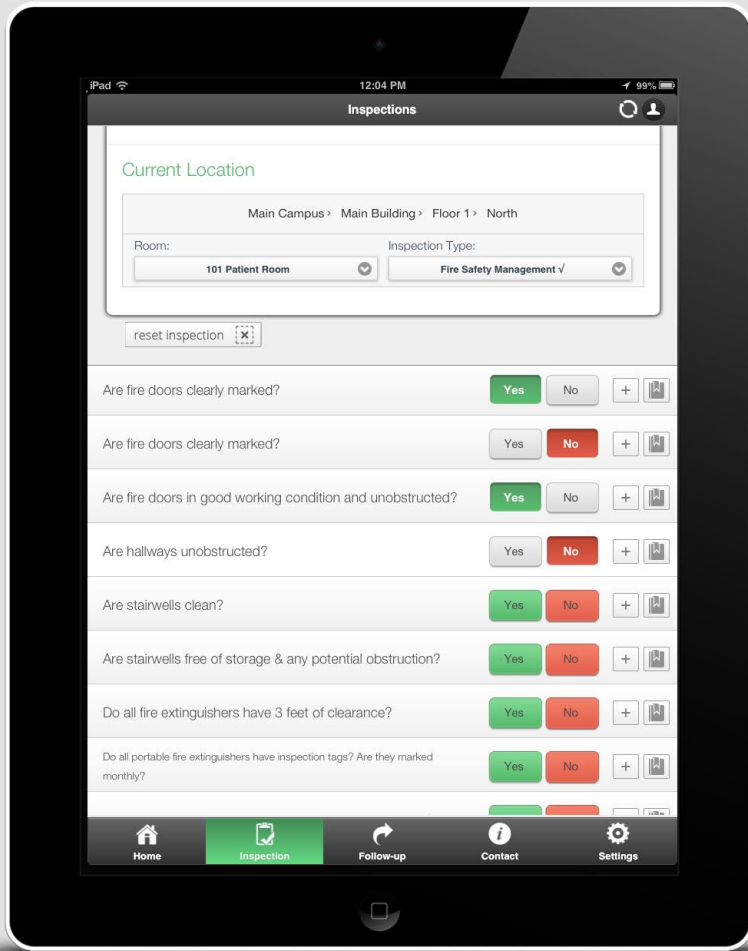 iPad 12:04 PM 99%
Inspections
Current Location
Main Campus › Main Building › Floor 1 › North
Room: Inspection Type:
101 Patient Room Fire Safety Management √
reset inspection
Are fire doors clearly marked? Yes No +
Are fire doors clearly marked? Yes No +
Are fire doors in good working condition and unobstructed? Yes No +
Are hallways unobstructed? Yes No +
Are stairwells clean? Yes No +
Are stairwells free of storage & any potential obstruction? Yes No +
Do all fire extinguishers have 3 feet of clearance? Yes No +
Do all portable fire extinguishers have inspection tags? Are they marked
monthly? Yes No +
Home Inspection Follow-up Contact Settings